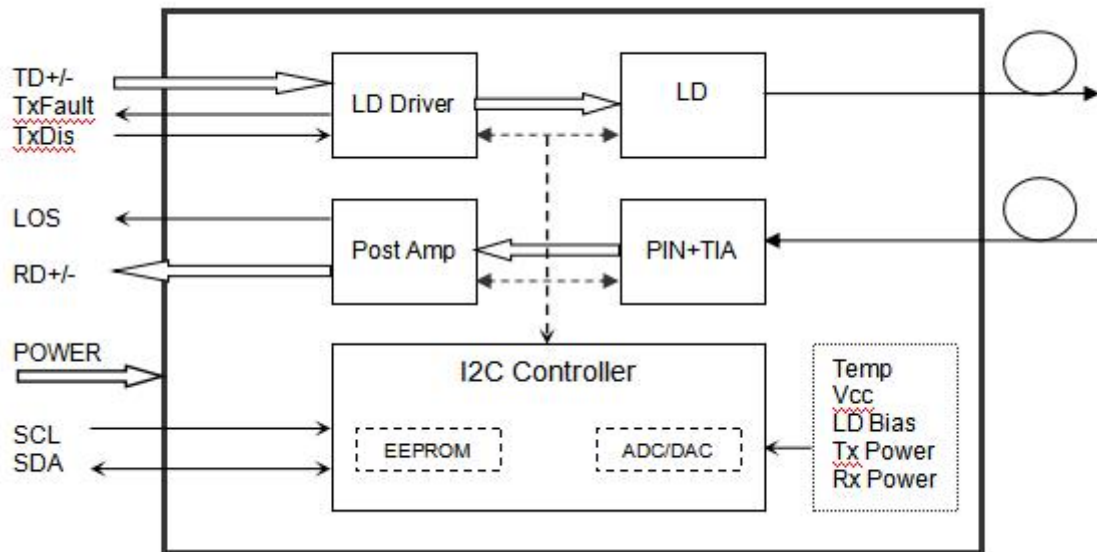 TD+/-
TxFault
TxDis
LD Driver
LD
LOS
RD+/-
Post Amp
PIN+TIA
POWER
SCL
SDA
I2C Controller
EEPROM
ADC/DAC
Temp
Vcc
LD Bias
Tx Power
Rx Power